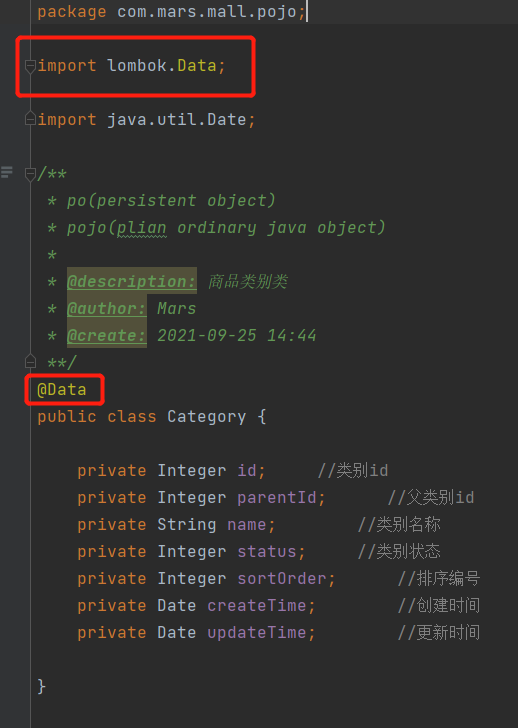 package com.mars.mall.pojo;
import lombok.Data;
import java.util.Date;
/**
* po(persistent object)
* pojo(plian ordinary java object)
*
* @description: 商品类别类
* @author: Mars
* @create: 2021-09-25 14:44
**/
@Data
public class Category {
private Integer id; //类别id
private Integer parentId; //父类别id
private String name; //类别名称
private Integer status; //类别状态
private Integer sortOrder; //排序编号
private Date createTime; //创建时间
private Date updateTime; //更新时间
}